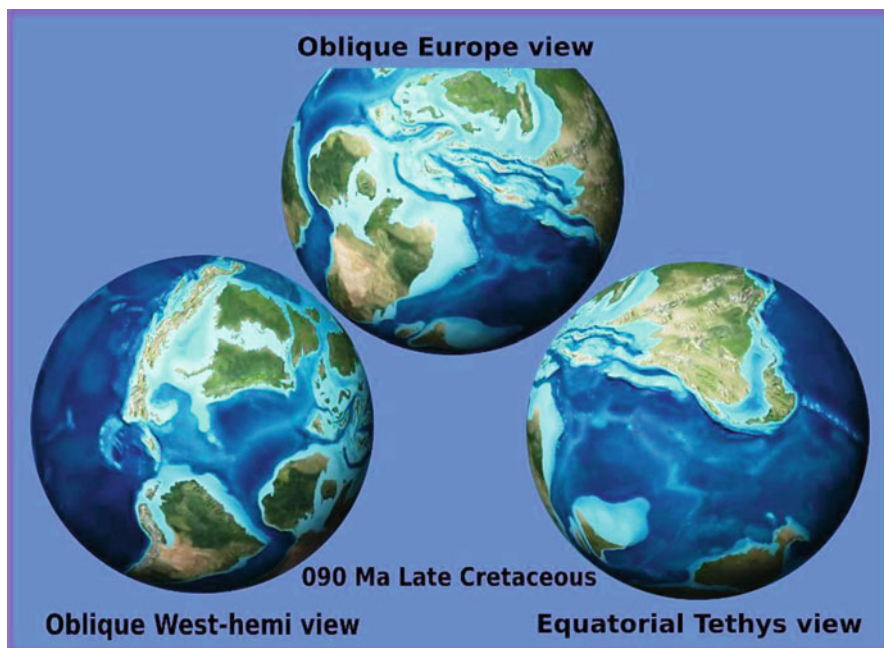 Oblique Europe view
090 Ma Late Cretaceous
Oblique West-hemi view
Equatorial Tethys view